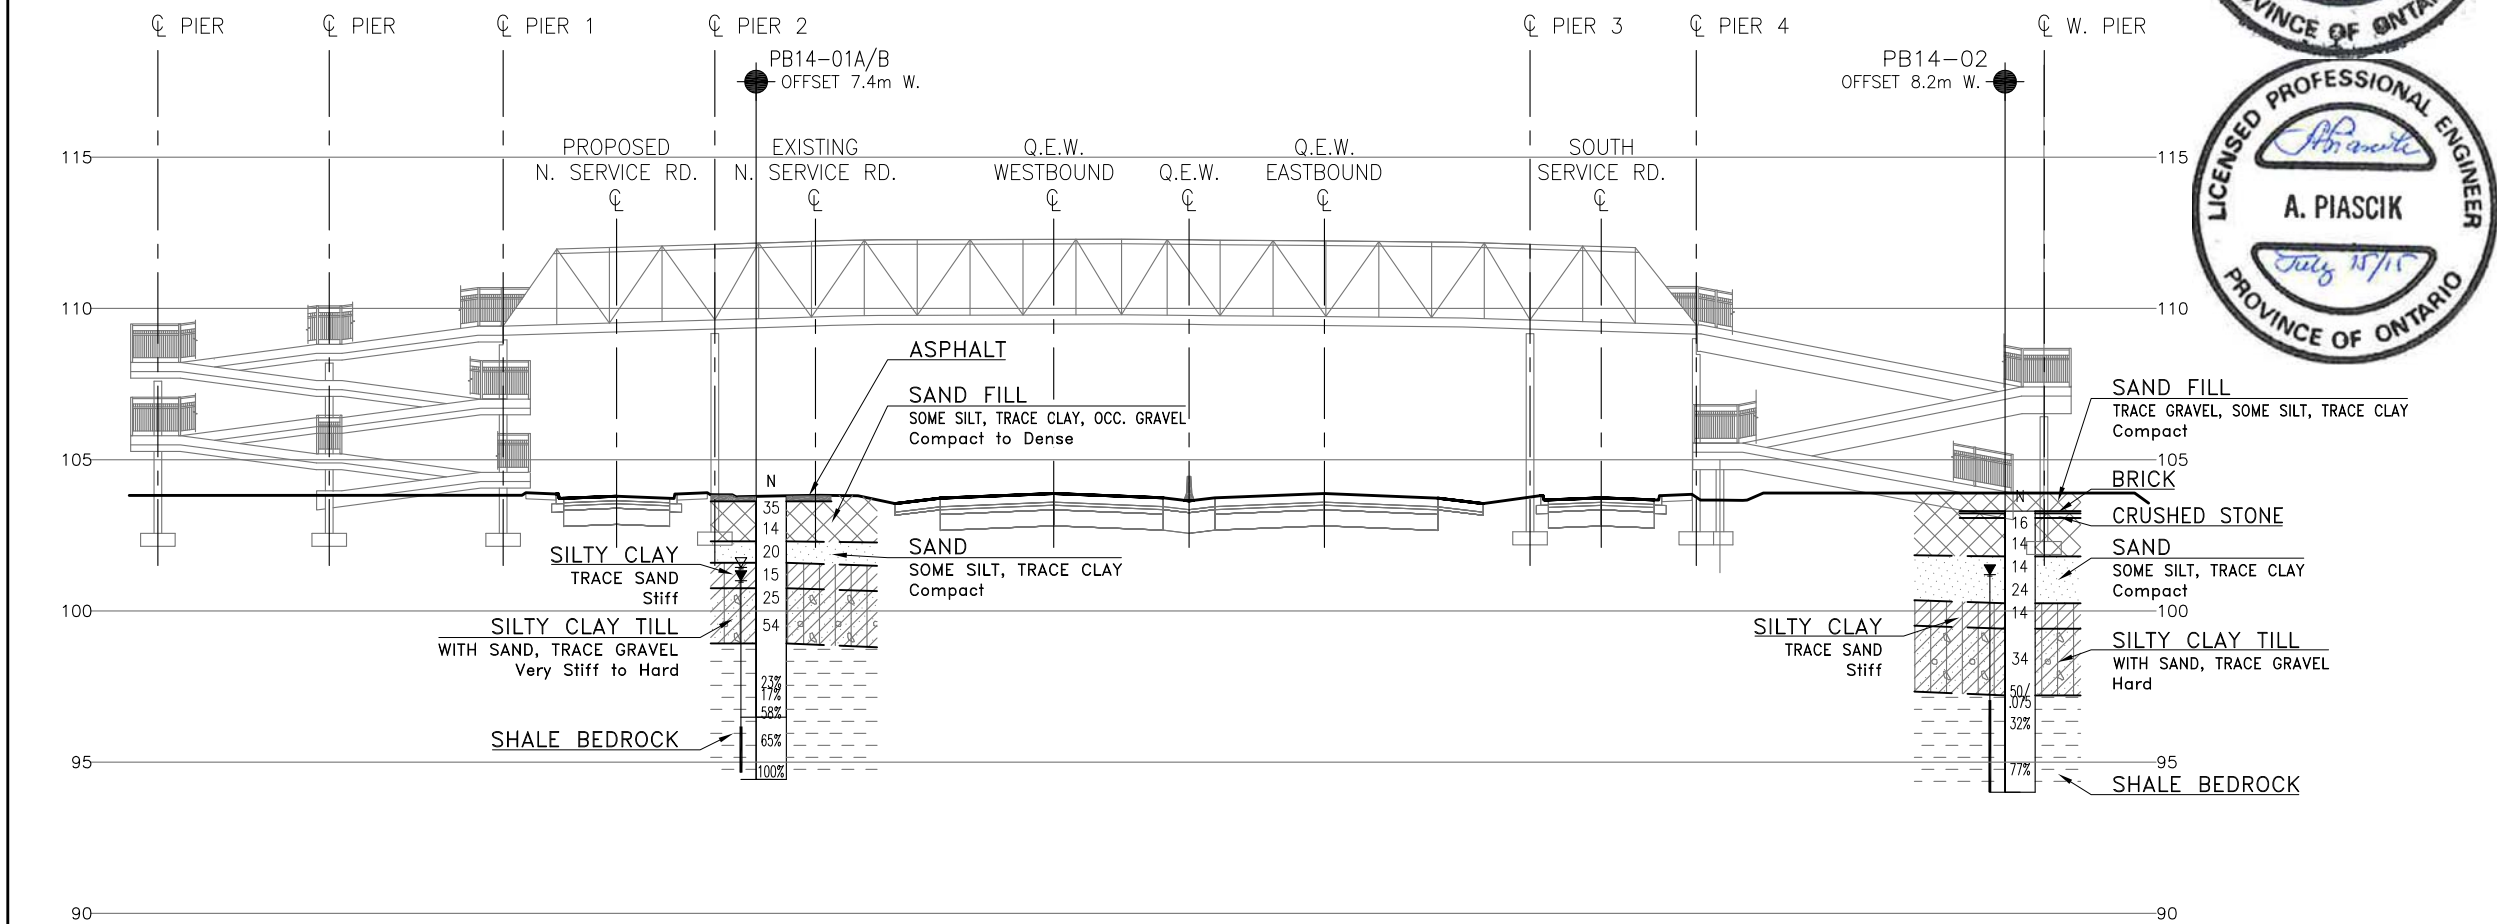 ℄ PIER
℄ PIER
℄ PIER 1
℄ PIER 2
℄ PIER 3
℄ PIER 4
℄ W. PIER
PB14-01A/B
OFFSET 7.4m W.
PB14-02
OFFSET 8.2m W.
PROVINCE OF ONTARIO
LICENSED PROFESSIONAL ENGINEER
A. PIASCIK
July 15/15
PROVINCE OF ONTARIO
115
115
PROPOSED
N. SERVICE RD.
℄
EXISTING
N. SERVICE RD.
℄
Q.E.W.
WESTBOUND
℄
Q.E.W.
℄
Q.E.W.
EASTBOUND
℄
SOUTH
SERVICE RD.
℄
110
110
ASPHALT
SAND FILL
SOME SILT, TRACE CLAY, OCC. GRAVEL
Compact to Dense
SAND FILL
TRACE GRAVEL, SOME SILT, TRACE CLAY
Compact
105
105
BRICK
CRUSHED STONE
N
35
14
20
15
25
54
23%
17%
58%
65%
100%
N
16
14
14
24
14
34
50/
.075
32%
77%
SILTY CLAY
TRACE SAND
Stiff
SAND
SOME SILT, TRACE CLAY
Compact
SAND
SOME SILT, TRACE CLAY
Compact
100
100
SILTY CLAY TILL
WITH SAND, TRACE GRAVEL
Very Stiff to Hard
SILTY CLAY
TRACE SAND
Stiff
SILTY CLAY TILL
WITH SAND, TRACE GRAVEL
Hard
SHALE BEDROCK
95
95
SHALE BEDROCK
90
90